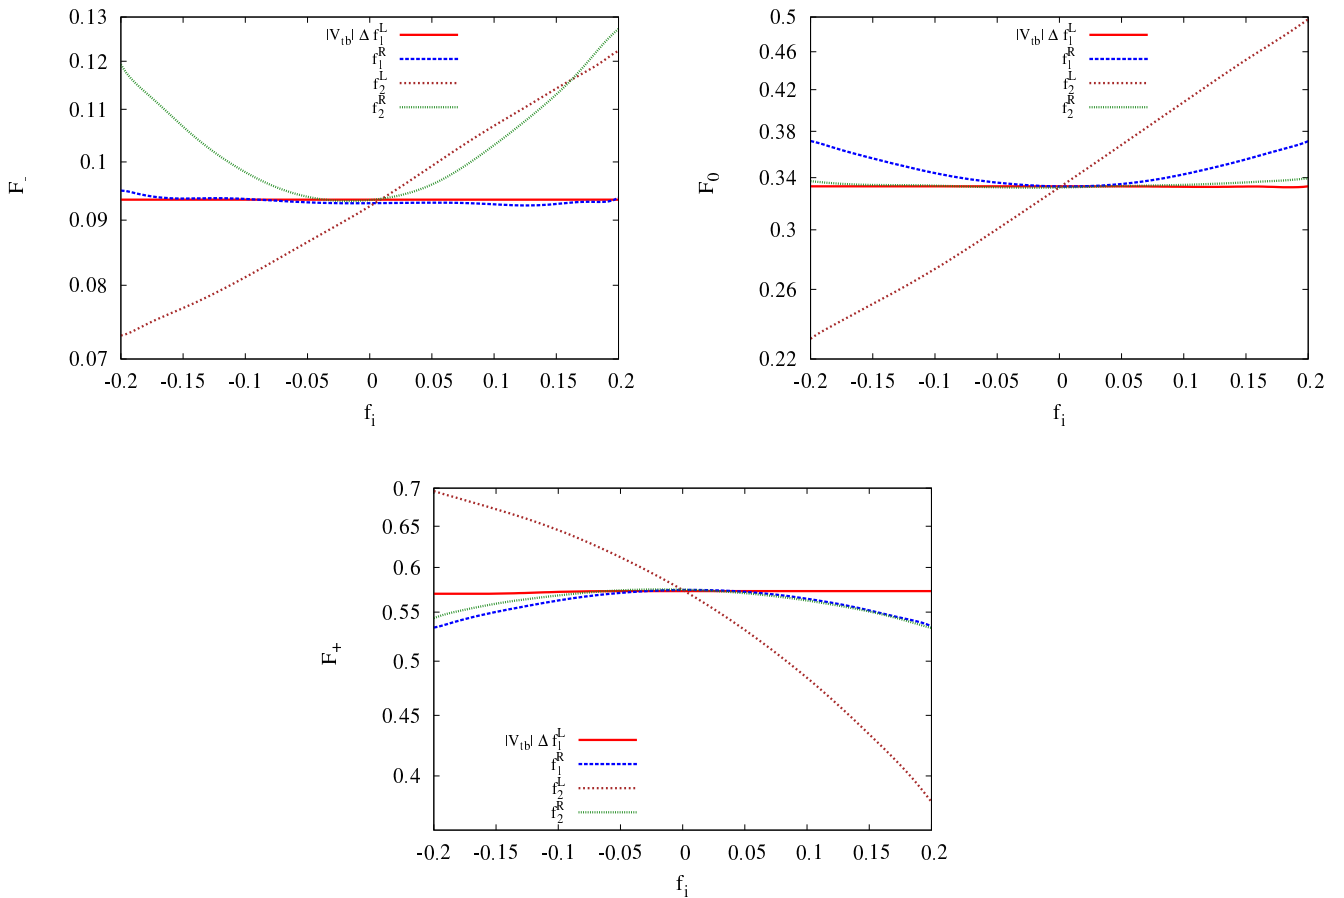 0.13
0.12
0.11
0.1
0.09
0.08
0.07
-0.2 -0.15 -0.1 -0.05 0 0.05 0.1 0.15 0.2
F-
f_i
|V_tb| Δ f_1^L
f_1^R
f_2^L
f_2^R
0.5
0.46
0.42
0.38
0.34
0.3
0.26
0.22
-0.2 -0.15 -0.1 -0.05 0 0.05 0.1 0.15 0.2
F_0
f_i
|V_tb| Δ f_1^L
f_1^R
f_2^L
f_2^R
0.7
0.65
0.6
0.55
0.5
0.45
0.4
-0.2 -0.15 -0.1 -0.05 0 0.05 0.1 0.15 0.2
F_+
f_i
|V_tb| Δ f_1^L
f_1^R
f_2^L
f_2^R